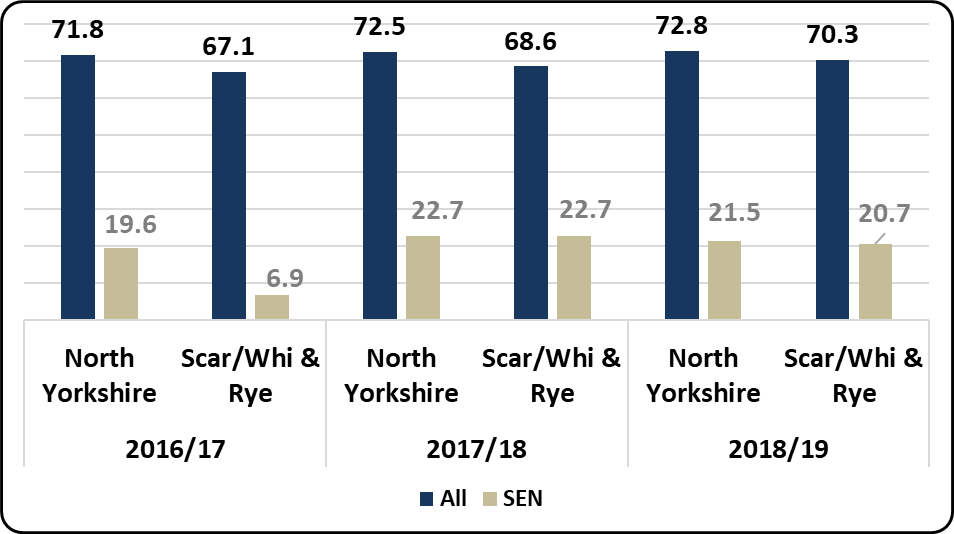 71.8
67.1
72.5
68.6
72.8
70.3
19.6
6.9
22.7
22.7
21.5
20.7
North
Yorkshire
Scar/Whi &
Rye
North
Yorkshire
Scar/Whi &
Rye
North
Yorkshire
Scar/Whi &
Rye
2016/17
2017/18
2018/19
All
SEN